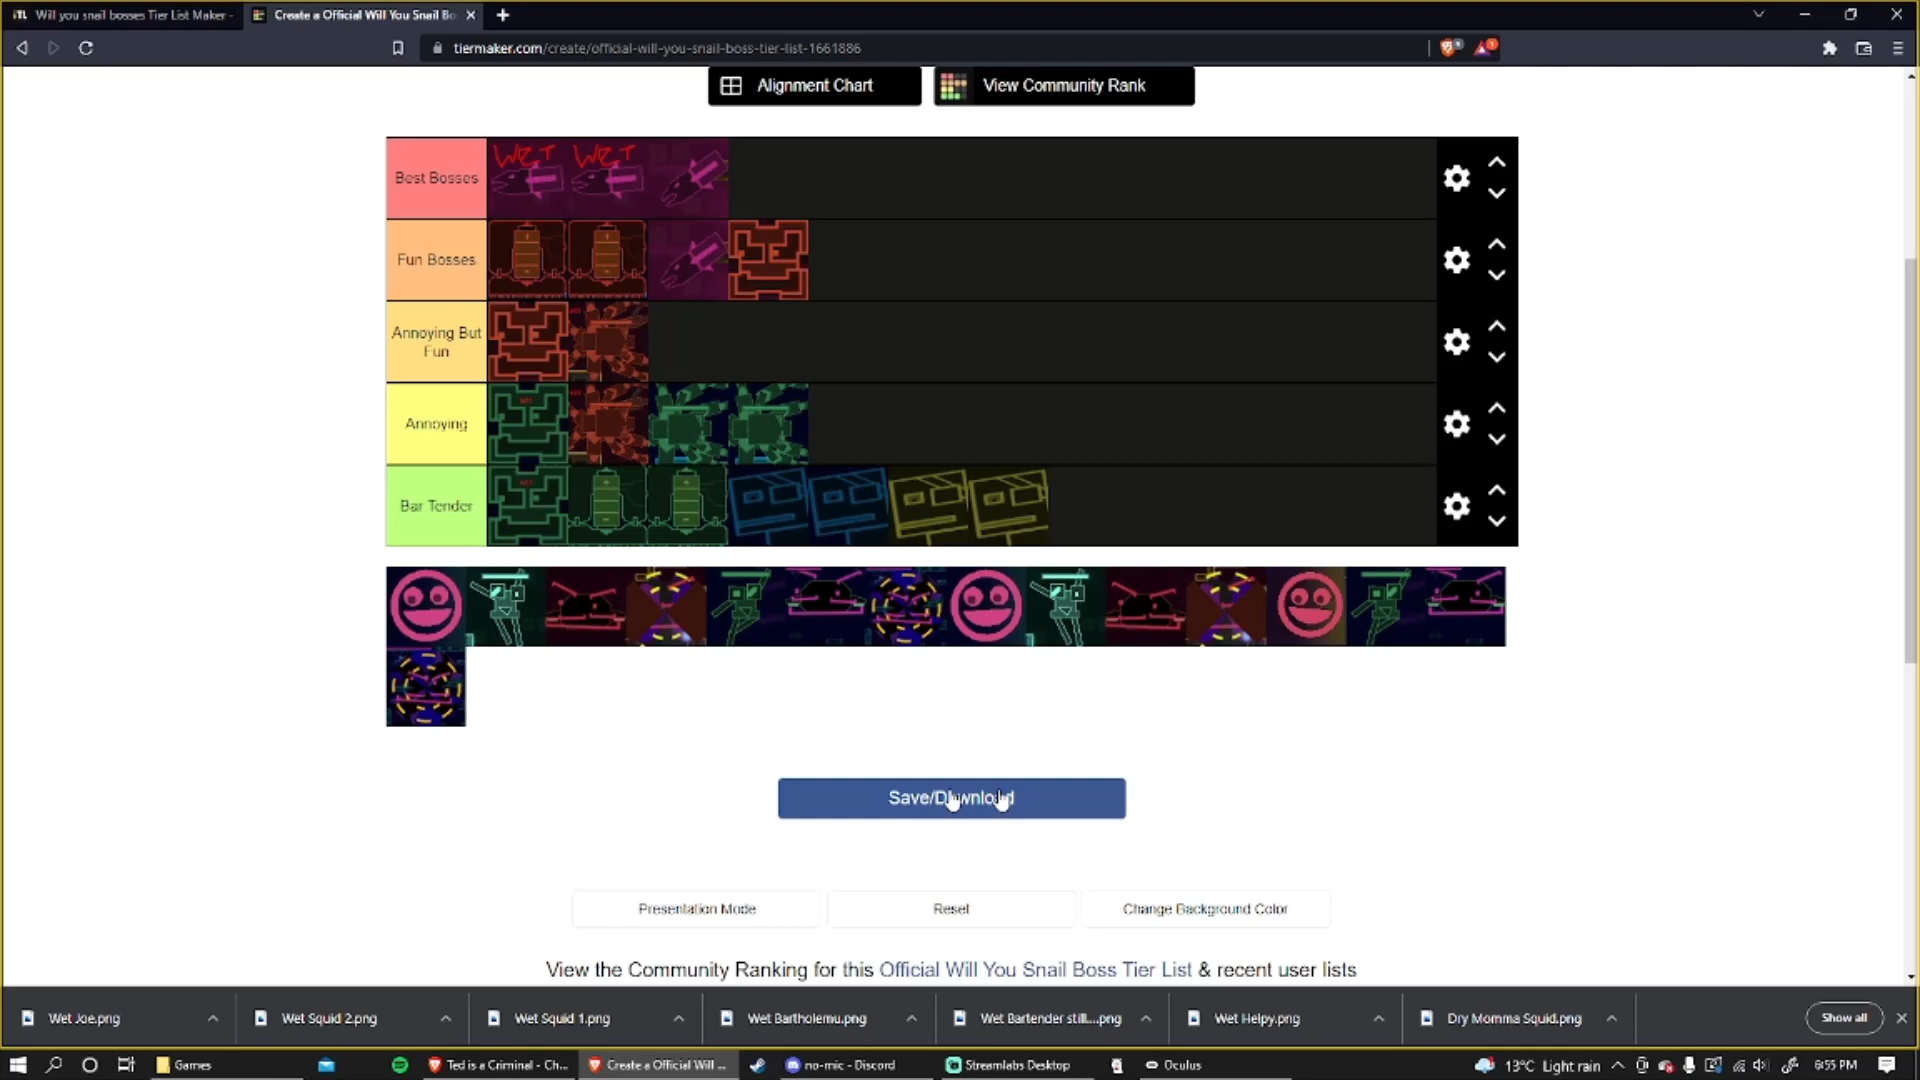 Will you snail bosses Tier List Maker -
Create a Official Will You Snail Bo
tiermaker.com/create/official-will-you-snail-boss-tier-list-1661886
Alignment Chart
View Community Rank
Best Bosses
WET WET
Fun Bosses
Annoying But
Fun
Annoying
Bar Tender
Save/Download
Presentation Mode
Reset
Change Background Color
View the Community Ranking for this Official Will You Snail Boss Tier List & recent user lists
Wet Joe.png
Wet Squid 2.png
Wet Squid 1.png
Wet Bartholemu.png
Wet Bartender still....png
Wet Helpy.png
Dry Momma Squid.png
Show all
Games
Ted is a Criminal - Ch...
Create a Official Will ...
no-mic - Discord
Streamlabs Desktop
Oculus
13°C Light rain
6:55 PM